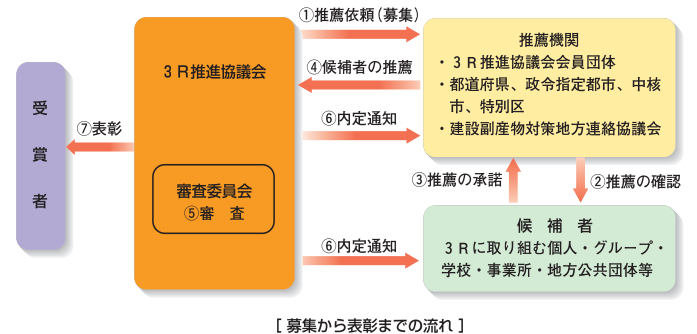 ①推薦依頼（募集）
３Ｒ推進協議会
④候補者の推薦
⑥内定通知
推薦機関
・３Ｒ推進協議会会員団体
・都道府県、政令指定都市、中核
市、特別区
・建設副産物対策地方連絡協議会
受賞者
⑦表彰
審査委員会
⑤審　査
③推薦の承諾
②推薦の確認
⑥内定通知
候　補　者
３Ｒに取り組む個人・グループ・
学校・事業所・地方公共団体等
［ 募集から表彰までの流れ ］